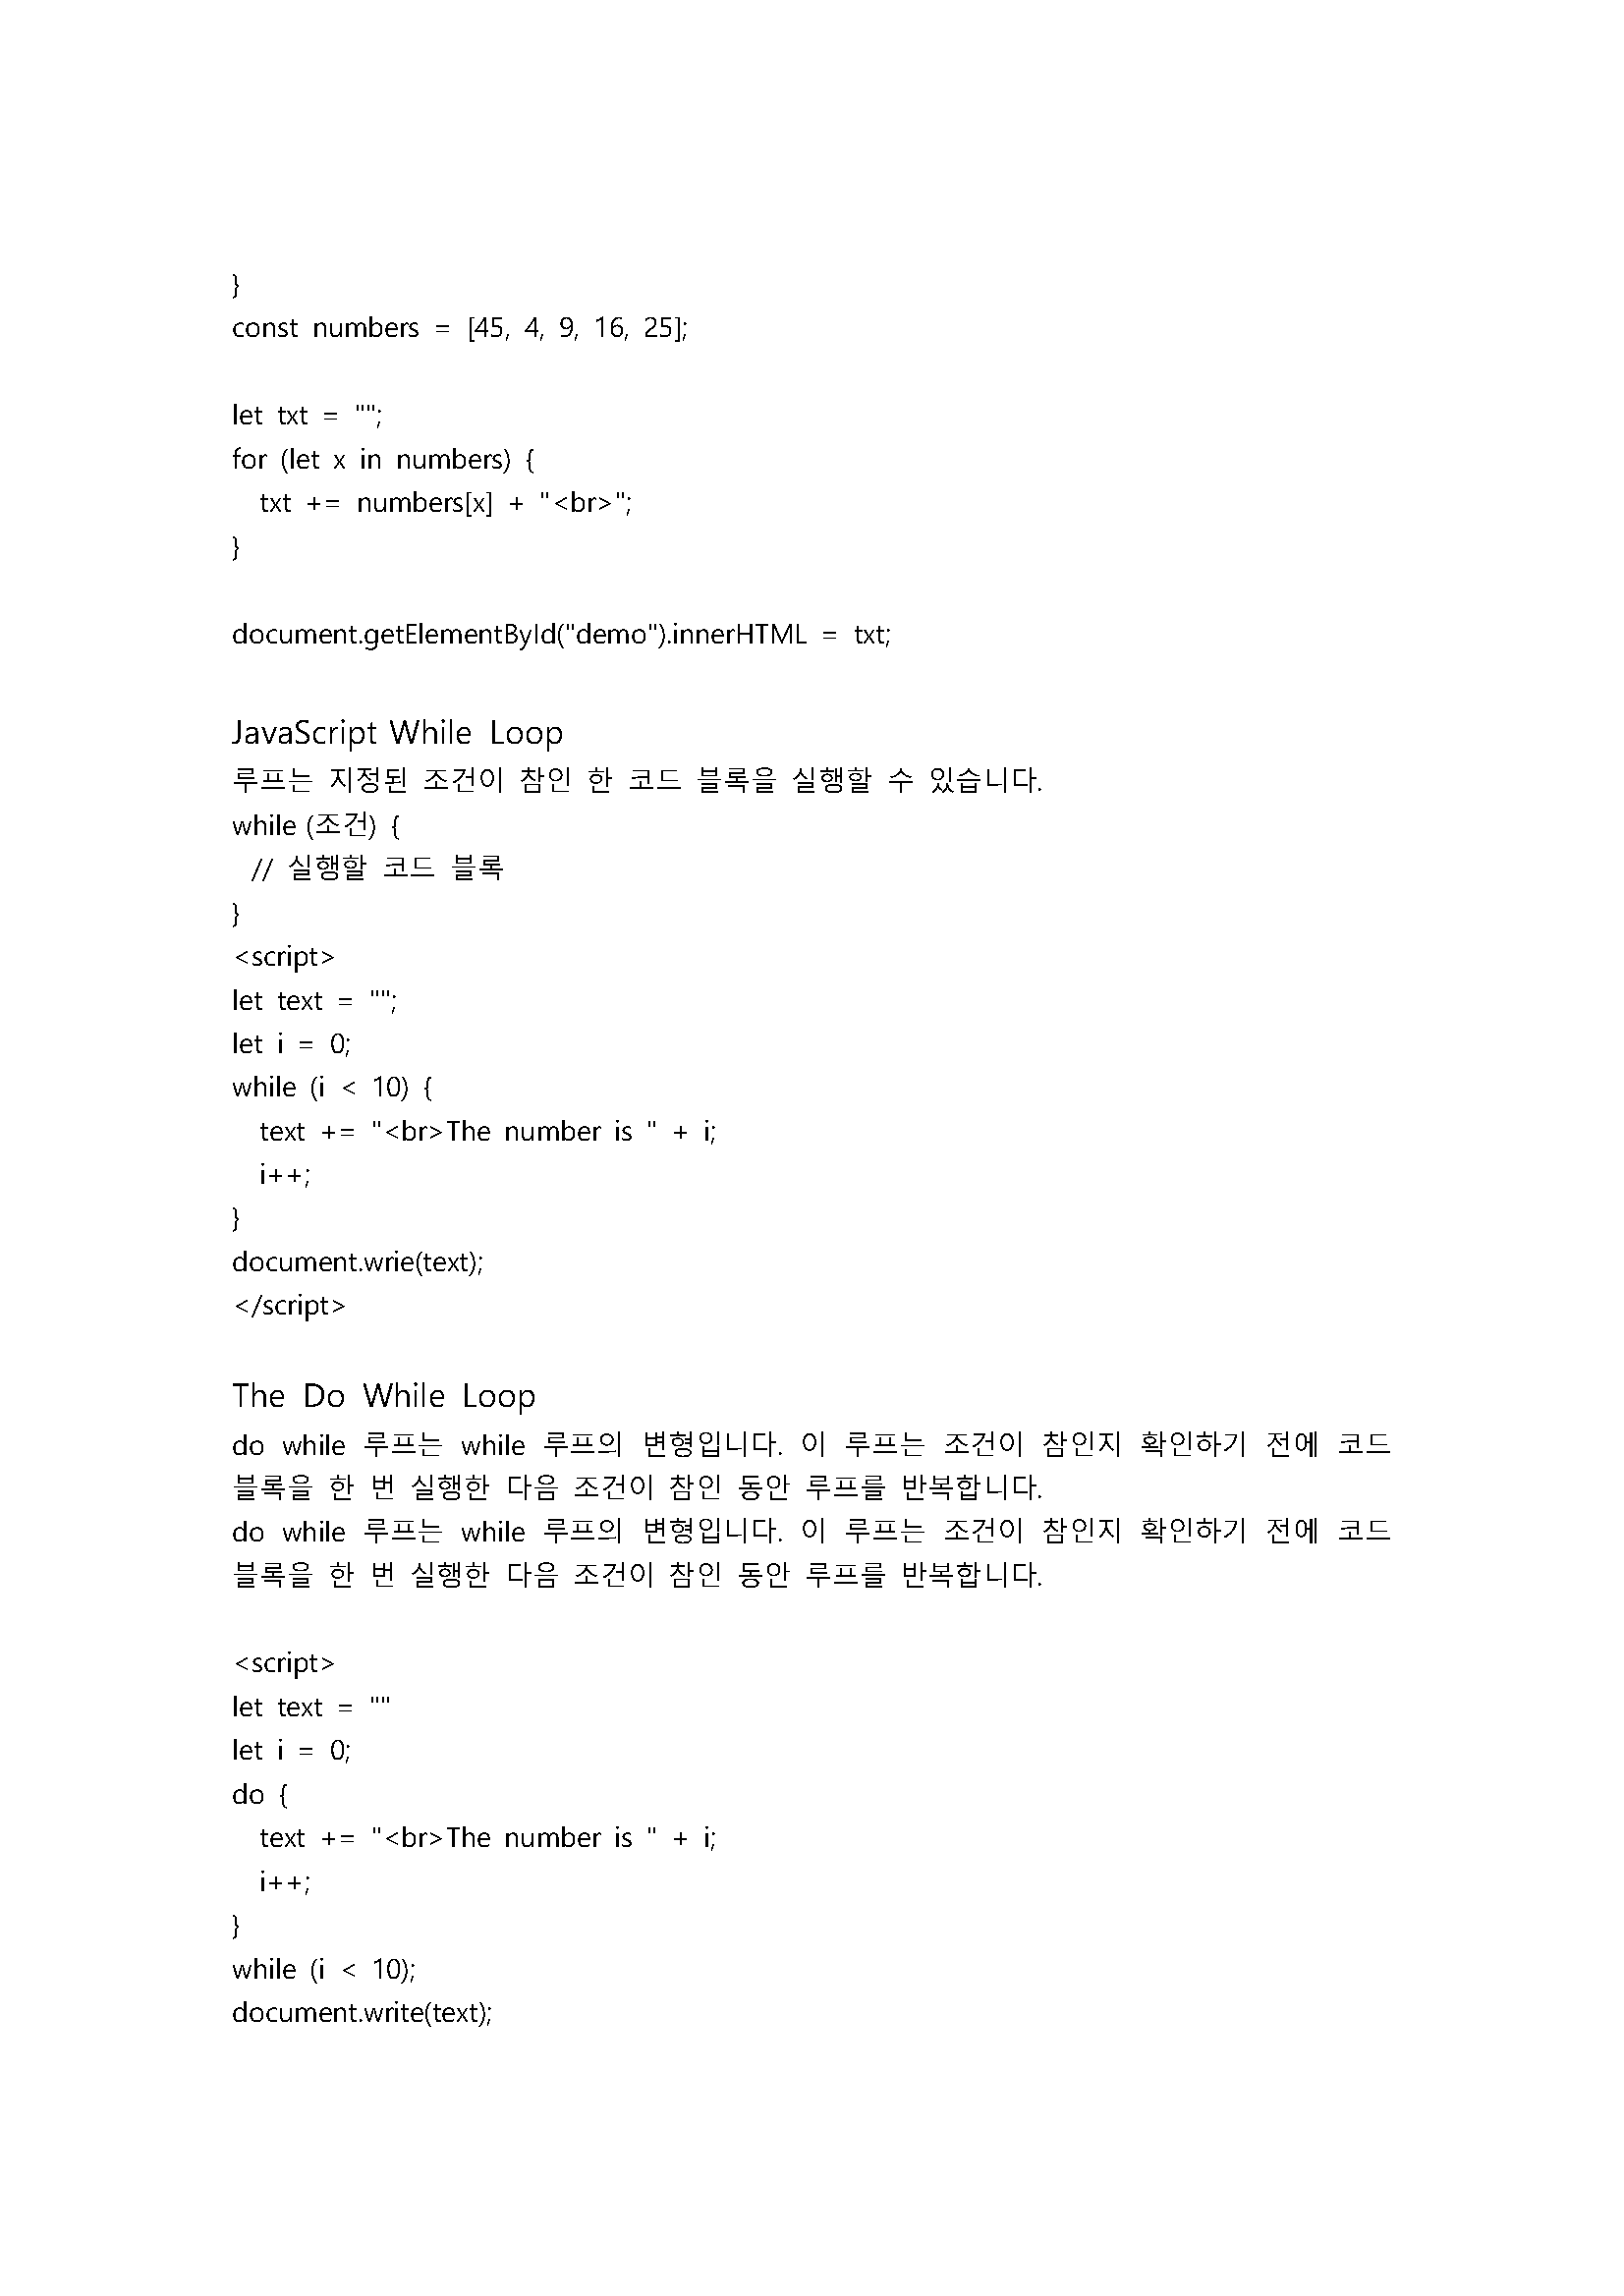 }
const numbers = [45, 4, 9, 16, 25];
let txt = "";
for (let x in numbers) {
  txt += numbers[x] + "<br>";
}
document.getElementById("demo").innerHTML = txt;
JavaScript While Loop
루프는 지정된 조건이 참인 한 코드 블록을 실행할 수 있습니다.
while (조건) {
  // 실행할 코드 블록
}
<script>
let text = "";
let i = 0;
while (i < 10) {
  text += "<br>The number is " + i;
  i++;
}
document.wrie(text);
</script>
The Do While Loop
do while 루프는 while 루프의 변형입니다. 이 루프는 조건이 참인지 확인하기 전에 코드
블록을 한 번 실행한 다음 조건이 참인 동안 루프를 반복합니다.
do while 루프는 while 루프의 변형입니다. 이 루프는 조건이 참인지 확인하기 전에 코드
블록을 한 번 실행한 다음 조건이 참인 동안 루프를 반복합니다.
<script>
let text = ""
let i = 0;
do {
  text += "<br>The number is " + i;
  i++;
}
while (i < 10);
document.write(text);